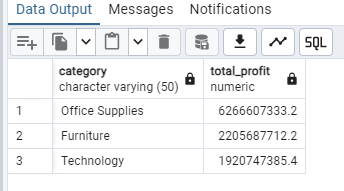 Data Output Messages Notifications
SQL
category total_profit
character varying (50) numeric
1 Office Supplies 6266607333.2
2 Furniture 2205687712.2
3 Technology 1920747385.4